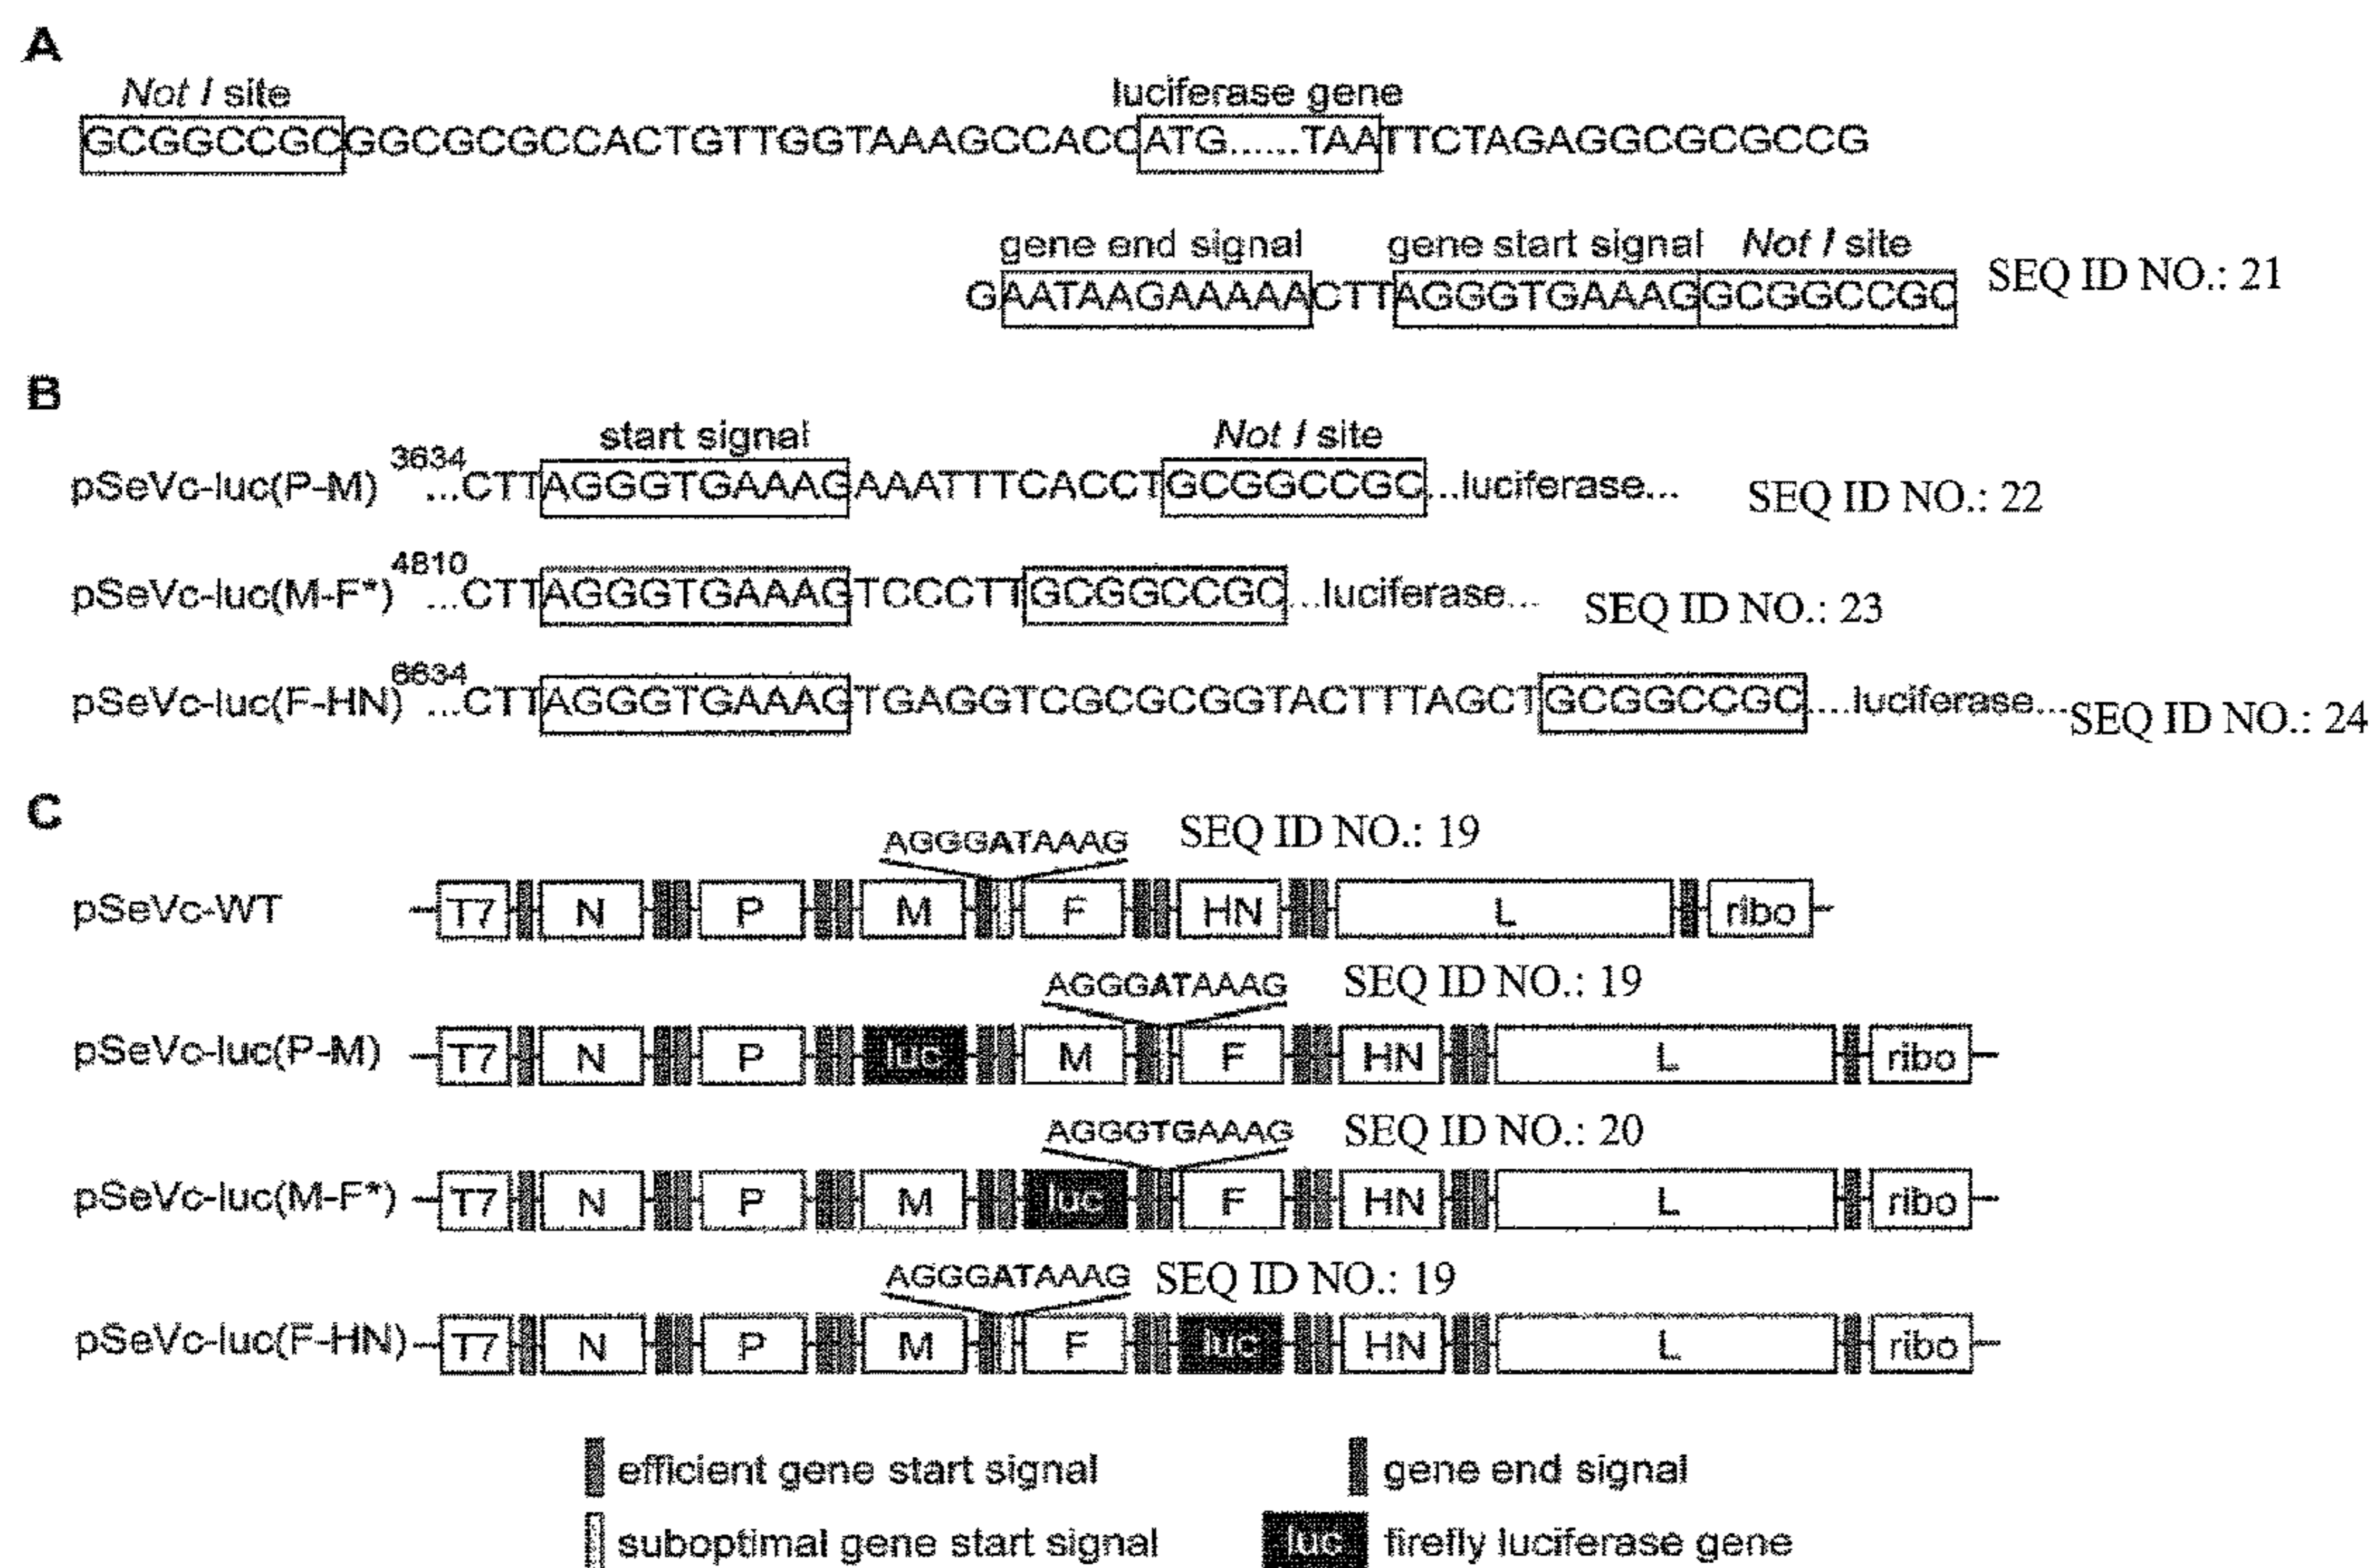 A
Not I site luciferase gene
GCGGCCGCGGCGCGCCACTGTTGGTAAAGCCACCATG......TAATTCTAGAGGCGCGCCG
gene end signal gene start signal Not I site
GAATAAGAAAAACTTAGGGTGAAAGGCGGCCGC SEQ ID NO.: 21
B
start signal Not I site
pSeVc-luc(P-M) 3634 ...CTTAGGGTGAAAGAAATTTCACCTGCGGCCGC...luciferase... SEQ ID NO.: 22
pSeVc-luc(M-F*) 4810 ...CTTAGGGTGAAAGTCCCTTGCGGCCGC...luciferase... SEQ ID NO.: 23
pSeVc-luc(F-HN) 6634 ...CTTAGGGTGAAAGTGAGGTCGCGCGGTACTTTAGCTGCGGCCGC....luciferase... SEQ ID NO.: 24
C
AGGGATAAAG SEQ ID NO.: 19
pSeVc-WT T7 N P M F HN L ribo
AGGGATAAAG SEQ ID NO.: 19
pSeVc-luc(P-M) T7 N P luc M F HN L ribo
AGGGTGAAAG SEQ ID NO.: 20
pSeVc-luc(M-F*) T7 N P M luc F HN L ribo
AGGGATAAAG SEQ ID NO.: 19
pSeVc-luc(F-HN) T7 N P M F luc HN L ribo
efficient gene start signal gene end signal
suboptimal gene start signal luc firefly luciferase gene